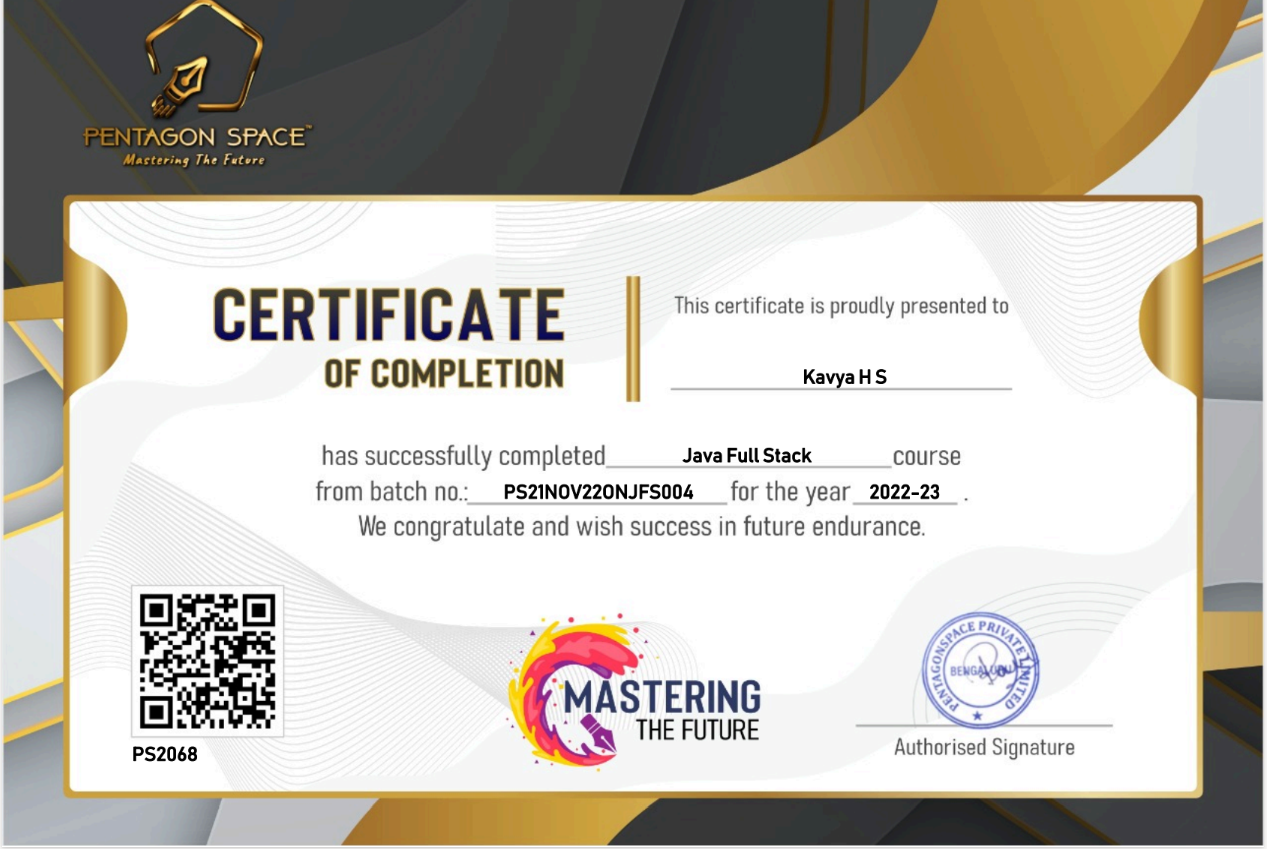 PENTAGON SPACE™
Mastering The Future
CERTIFICATE
OF COMPLETION
This certificate is proudly presented to
Kavya H S
has successfully completed Java Full Stack course
from batch no.: PS21NOV22ONJFS004 for the year 2022-23 .
We congratulate and wish success in future endurance.
PS2068
MASTERING
THE FUTURE
PENTAGONSPACE PRIVATE LIMITED
BENGALURU
Authorised Signature